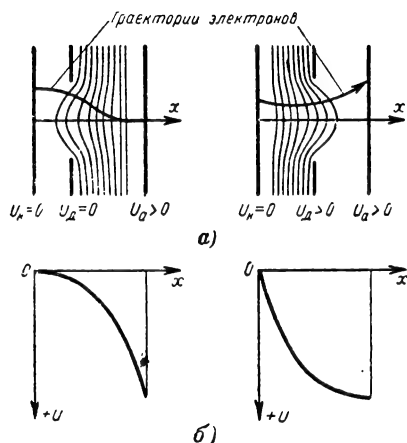 Траектории электронов
x
x
Uк=0 Uд=0 Uа>0
Uк=0 Uд>0 Uа>0
а)
0
x
+U
0
x
+U
б)